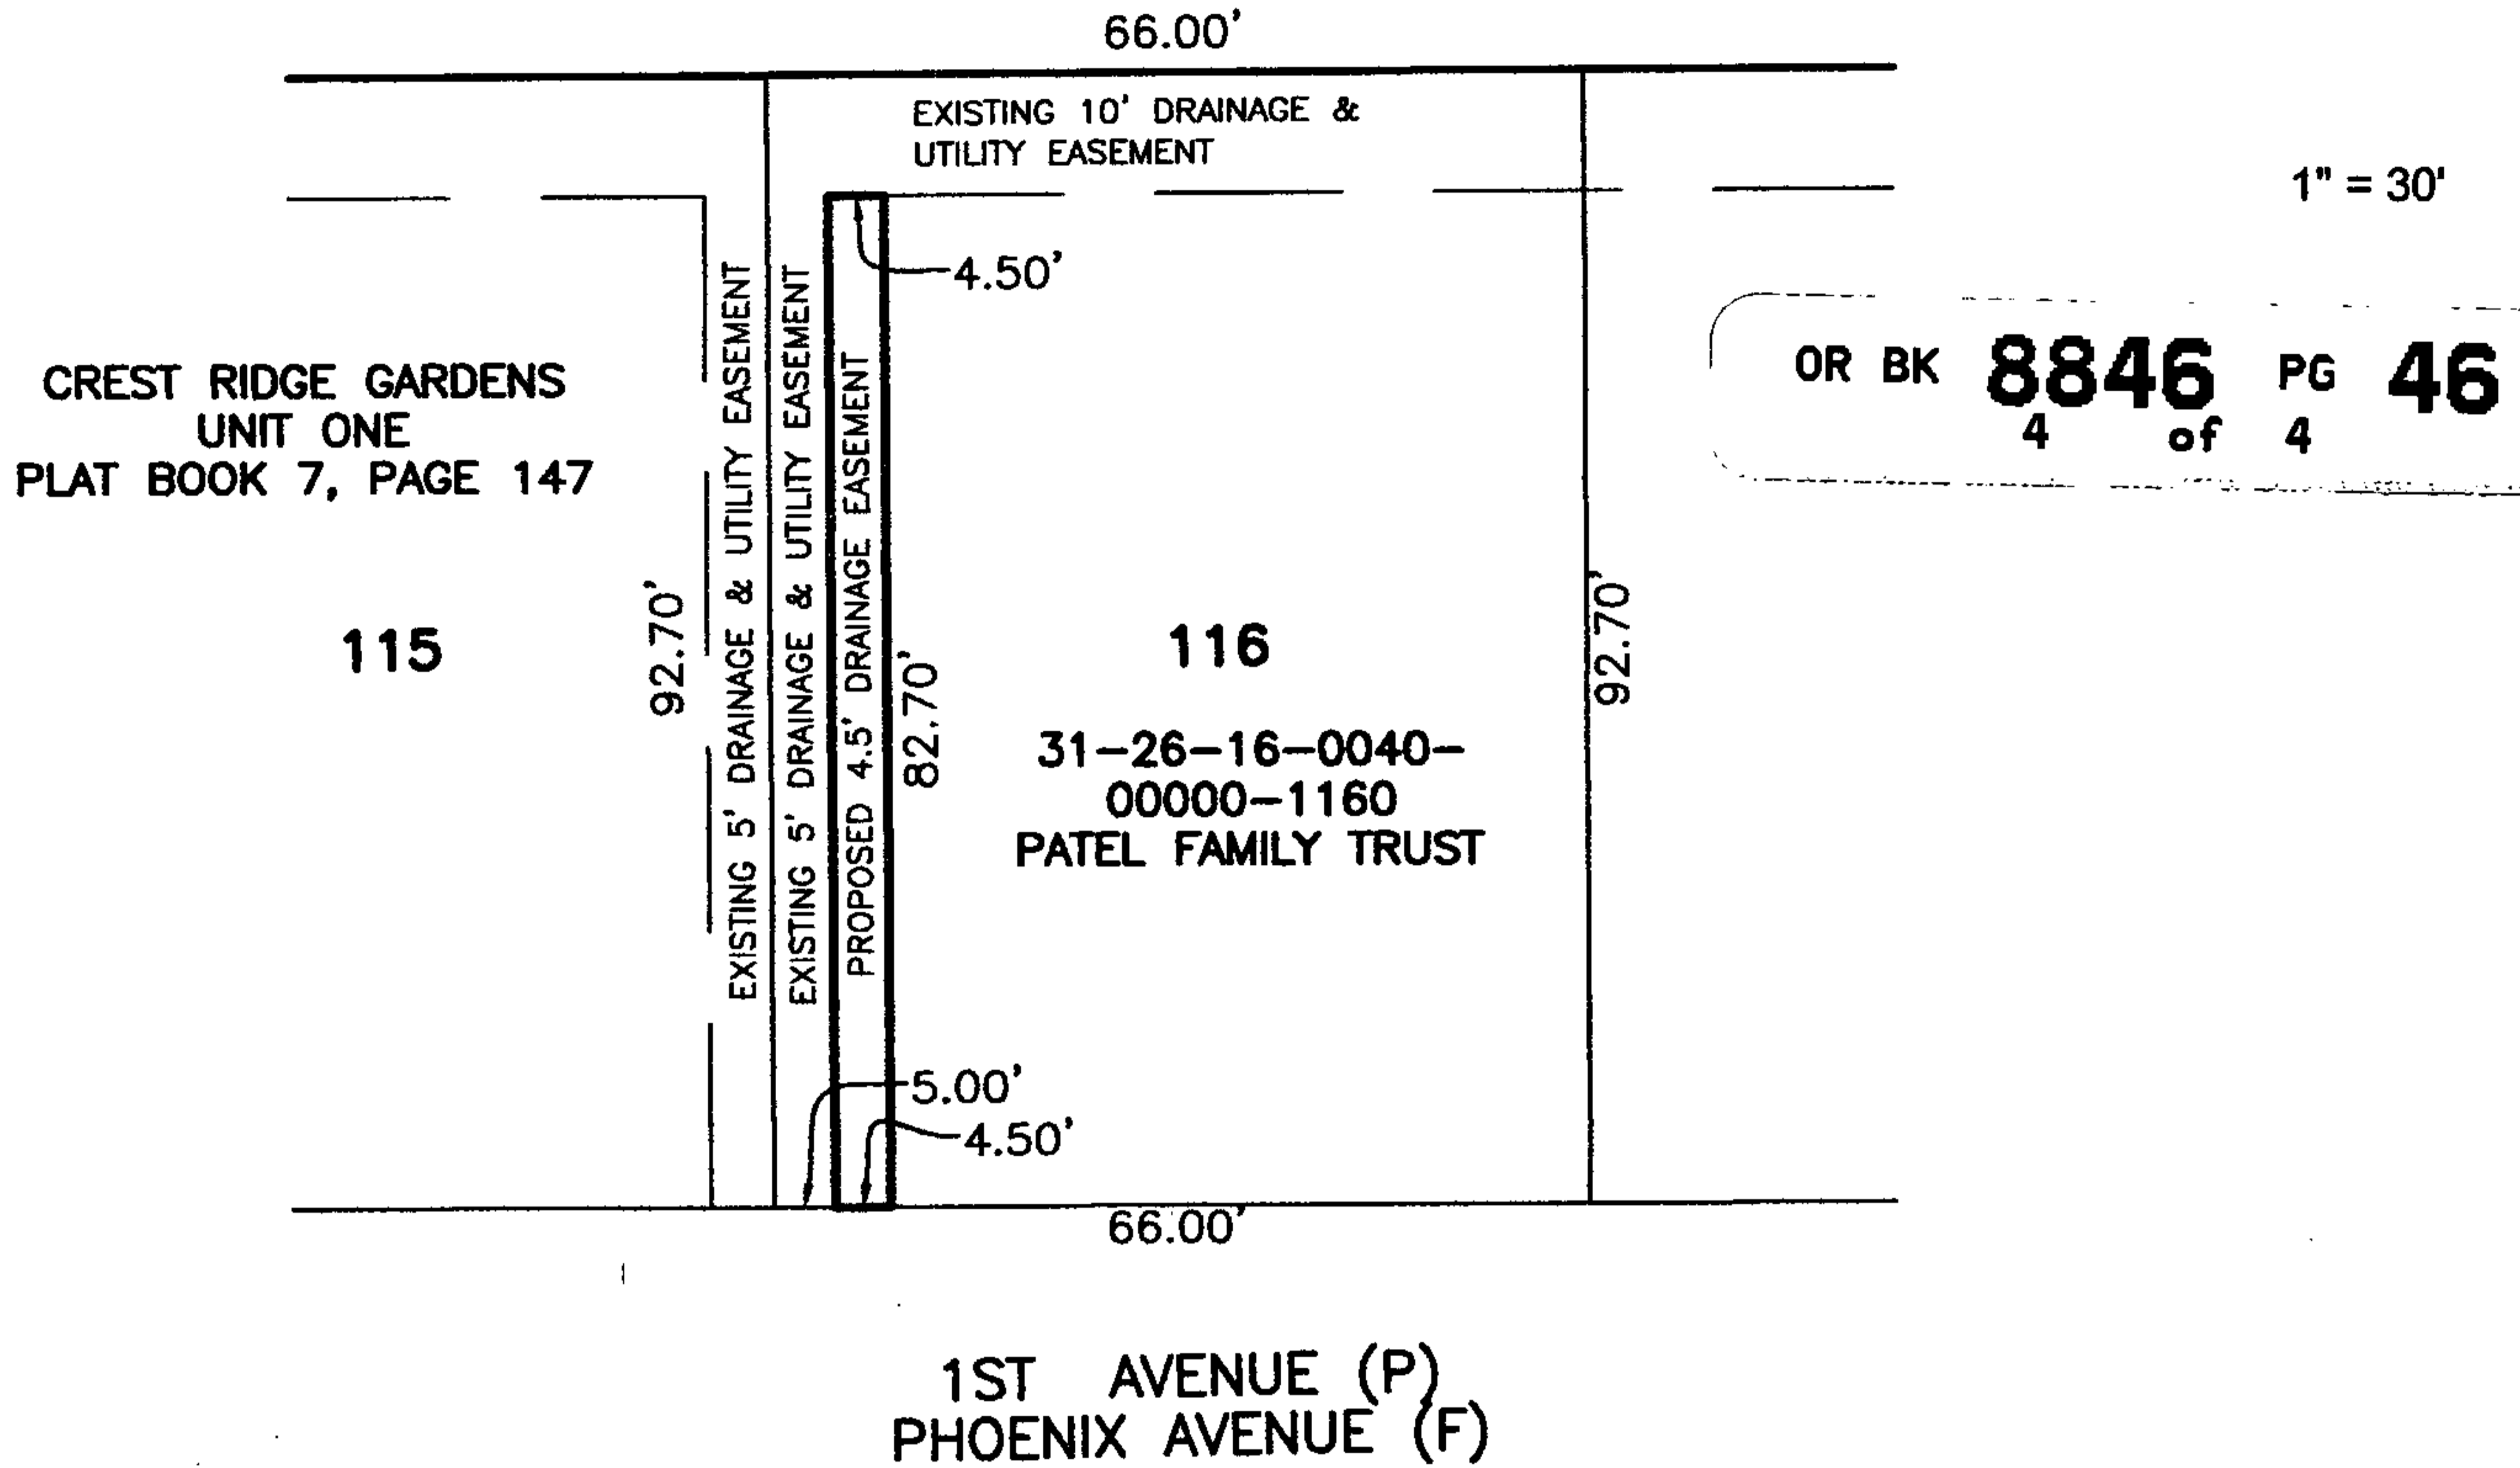 66.00'
EXISTING 10' DRAINAGE &
UTILITY EASEMENT
1" = 30'
4.50'
OR BK 8846 PG 46
4 of 4
CREST RIDGE GARDENS
UNIT ONE
PLAT BOOK 7, PAGE 147
EXISTING 5' DRAINAGE & UTILITY EASEMENT
EXISTING 5' DRAINAGE & UTILITY EASEMENT
PROPOSED 4.5' DRAINAGE EASEMENT
92.70'
82.70'
92.70'
115
116
31-26-16-0040-
00000-1160
PATEL FAMILY TRUST
5.00'
4.50'
66.00'
1ST AVENUE (P)
PHOENIX AVENUE (F)